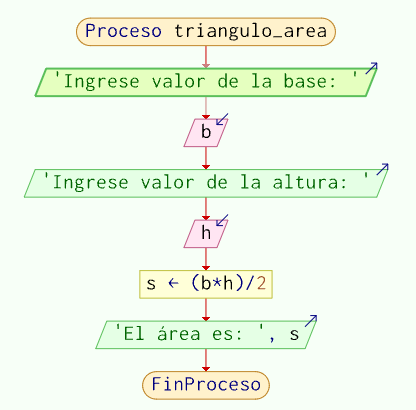 Proceso triangulo_area
'Ingrese valor de la base: '
b
'Ingrese valor de la altura: '
h
s ← (b*h)/2
'El área es: ', s
FinProceso